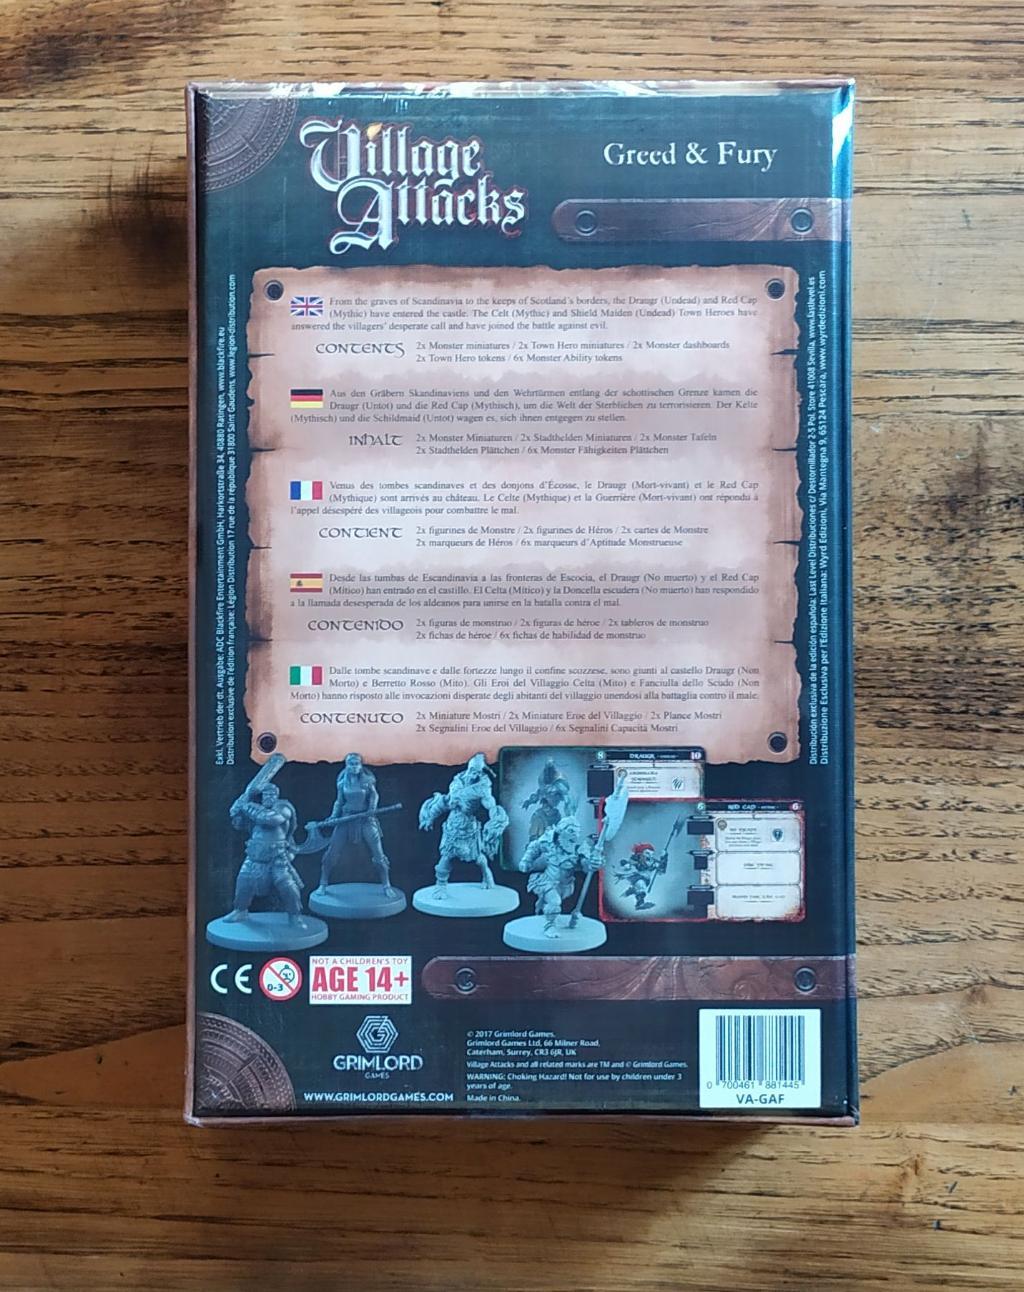 Village
Attacks
Greed & Fury
From the graves of Scandinavia to the keeps of Scotland's borders, the Draugr (Undead) and Red Cap
(Mythic) have entered the castle. The Celt (Mythic) and Shield Maiden (Undead) Town Heroes have
answered the villagers' desperate call and have joined the battle against evil.
CONTENTS 2x Monster miniatures / 2x Town Hero miniatures / 2x Monster dashboards
2x Town Hero tokens / 6x Monster Ability tokens
Aus den Gräbern Skandinaviens und den Wehrtürmen entlang der schottischen Grenze kamen die
Draugr (Untot) und die Red Cap (Mythisch), um die Welt der Sterblichen zu terrorisieren. Der Kelte
(Mythisch) und die Schildmaid (Untot) wagen es, sich ihnen entgegen zu stellen.
INHALT 2x Monster Miniaturen / 2x Stadthelden Miniaturen / 2x Monster Tafeln
2x Stadthelden Plättchen / 6x Monster Fähigkeiten Plättchen
Venus des tombes scandinaves et des donjons d'Écosse, le Draugr (Mort-vivant) et le Red Cap
(Mythique) sont arrivés au château. Le Celte (Mythique) et la Guerrière (Mort-vivant) ont répondu à
l'appel désespéré des villageois pour combattre le mal.
CONTIENT 2x figurines de Monstre / 2x figurines de Héros / 2x cartes de Monstre
2x marqueurs de Héros / 6x marqueurs d'Aptitude Monstrueuse
Desde las tumbas de Escandinavia a las fronteras de Escocia, el Draugr (No muerto) y el Red Cap
(Mítico) han entrado en el castillo. El Celta (Mítico) y la Doncella escudera (No muerto) han respondido
a la llamada desesperada de los aldeanos para unirse en la batalla contra el mal.
CONTENIDO 2x figuras de monstruo / 2x figuras de héroe / 2x tableros de monstruo
2x fichas de héroe / 6x fichas de habilidad de monstruo
Dalle tombe scandinave e dalle fortezze lungo il confine scozzese, sono giunti al castello Draugr (Non
Morto) e Berretto Rosso (Mito). Gli Eroi del Villaggio Celta (Mito) e Fanciulla dello Scudo (Non
Morto) hanno risposto alle invocazioni disperate degli abitanti del villaggio unendosi alla battaglia contro il male.
CONTENUTO 2x Miniature Mostri / 2x Miniature Eroe del Villaggio / 2x Plance Mostri
2x Segnalini Eroe del Villaggio / 6x Segnalini Capacità Mostri
Exkl. Vertrieb der dt. Ausgabe: ADC Blackfire Entertainment GmbH, Harkortstraße 34, 40880 Ratingen, www.blackfire.eu
Distribution exclusive de l'édition française: Légion Distribution 17 rue de la république 31800 Saint Gaudens, www.legion-distribution.com
Distribución exclusiva de la edición española: Last Level Distribuciones c/ Destornillador 2-5 Pol. Store 41008 Sevilla, www.lastlevel.es
Distribuzione Esclusiva per l'Edizione Italiana: Wyrd Edizioni, Via Mantegna 9, 65124 Pescara, www.wyrdedizioni.com
8 DRAUGR 10
6 RED CAP 6
CE
0-3
NOT A CHILDREN'S TOY
AGE 14+
HOBBY GAMING PRODUCT
GRIMLORD
GAMES
WWW.GRIMLORDGAMES.COM
© 2017 Grimlord Games.
Grimlord Games Ltd, 66 Milner Road,
Caterham, Surrey, CR3 6JR, UK
Village Attacks and all related marks are TM and © Grimlord Games.
WARNING: Choking Hazard! Not for use by children under 3
years of age.
Made in China.
0 700461 881445
VA-GAF